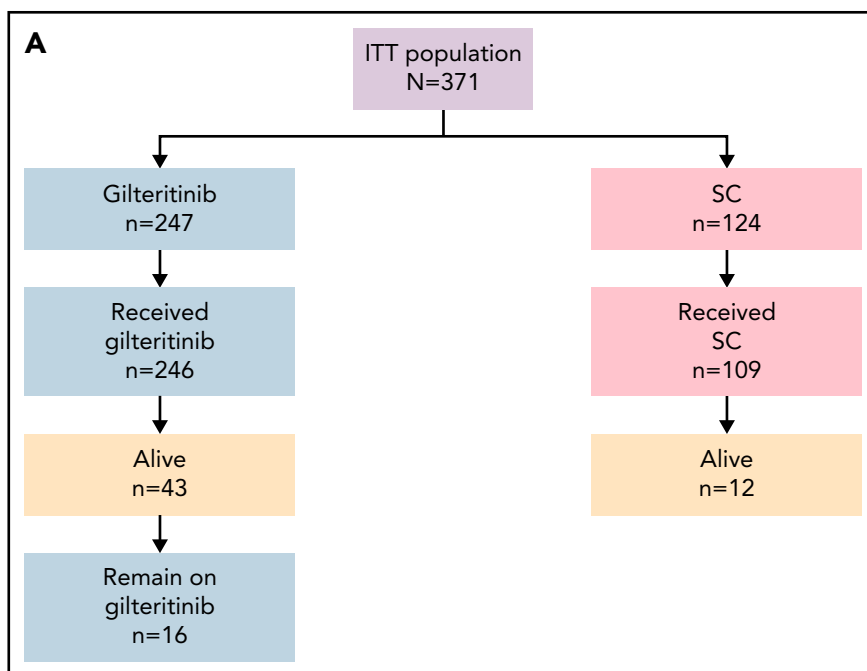 A
ITT population
N=371
Gilteritinib
n=247
SC
n=124
Received
gilteritinib
n=246
Received
SC
n=109
Alive
n=43
Alive
n=12
Remain on
gilteritinib
n=16